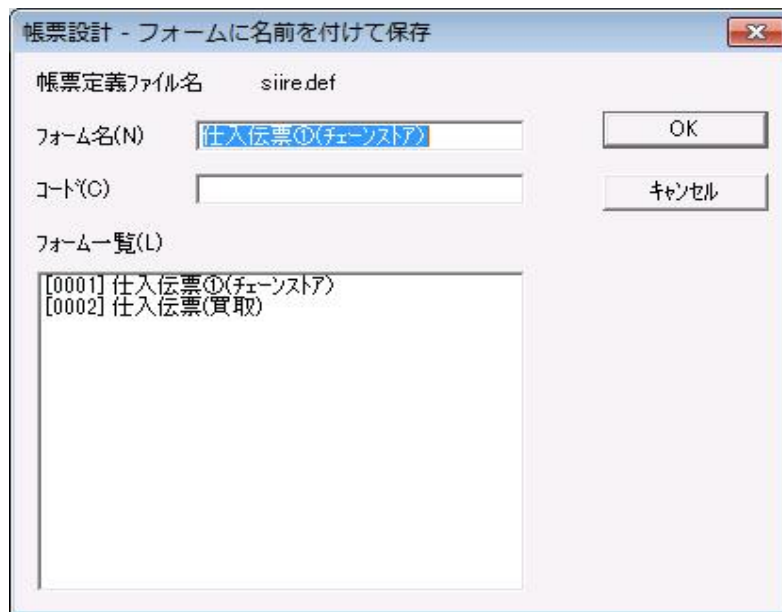 帳票設計 - フォームに名前を付けて保存
帳票定義ﾌｧｲﾙ名 siire.def
ﾌｫｰﾑ名(N) 仕入伝票①(ﾁｪｰﾝｽﾄｱ) OK
ｺｰﾄﾞ(C) ｷｬﾝｾﾙ
ﾌｫｰﾑ一覧(L)
[0001] 仕入伝票①(ﾁｪｰﾝｽﾄｱ)
[0002] 仕入伝票(買取)